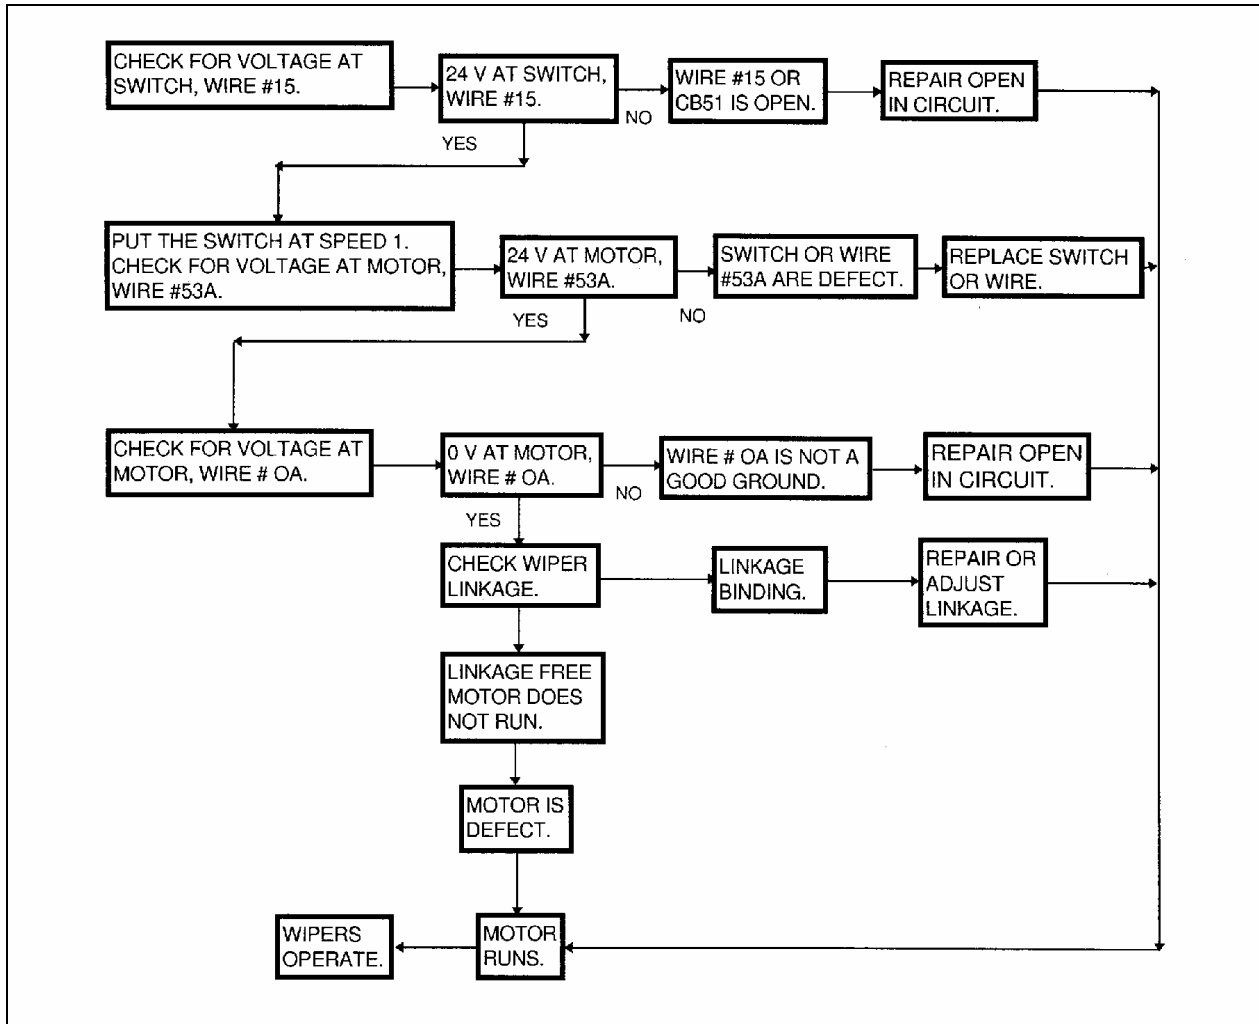 CHECK FOR VOLTAGE AT
SWITCH, WIRE #15.
24 V AT SWITCH,
WIRE #15.
WIRE #15 OR
CB51 IS OPEN.
REPAIR OPEN
IN CIRCUIT.
NO
YES
PUT THE SWITCH AT SPEED 1.
CHECK FOR VOLTAGE AT MOTOR,
WIRE #53A.
24 V AT MOTOR,
WIRE #53A.
SWITCH OR WIRE
#53A ARE DEFECT.
REPLACE SWITCH
OR WIRE.
YES
NO
CHECK FOR VOLTAGE AT
MOTOR, WIRE # OA.
0 V AT MOTOR,
WIRE # OA.
WIRE # OA IS NOT A
GOOD GROUND.
REPAIR OPEN
IN CIRCUIT.
NO
YES
CHECK WIPER
LINKAGE.
LINKAGE
BINDING.
REPAIR OR
ADJUST
LINKAGE.
LINKAGE FREE
MOTOR DOES
NOT RUN.
MOTOR IS
DEFECT.
WIPERS
OPERATE.
MOTOR
RUNS.